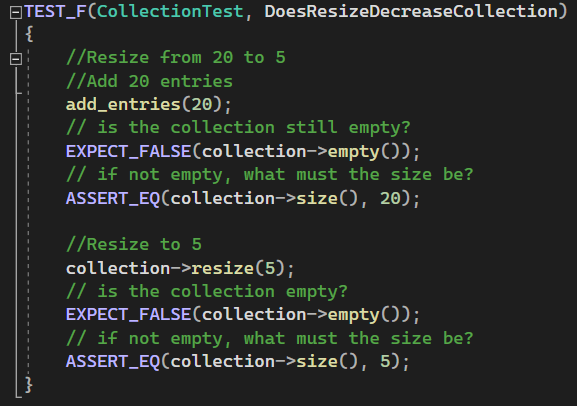 TEST_F(CollectionTest, DoesResizeDecreaseCollection)
{
//Resize from 20 to 5
//Add 20 entries
add_entries(20);
// is the collection still empty?
EXPECT_FALSE(collection->empty());
// if not empty, what must the size be?
ASSERT_EQ(collection->size(), 20);
//Resize to 5
collection->resize(5);
// is the collection empty?
EXPECT_FALSE(collection->empty());
// if not empty, what must the size be?
ASSERT_EQ(collection->size(), 5);
}